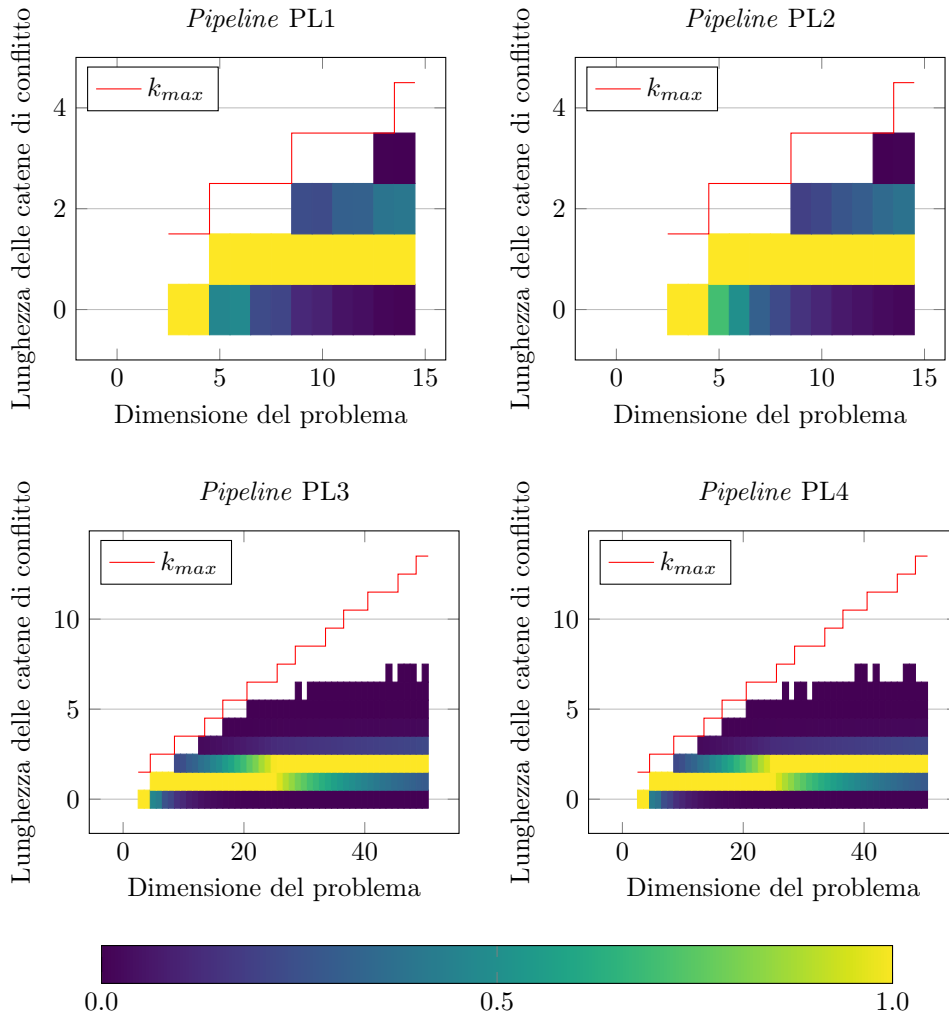 Pipeline PL1
Lunghezza delle catene di conflitto
k_max
4
2
0
0 5 10 15
Dimensione del problema
Pipeline PL2
Lunghezza delle catene di conflitto
k_max
4
2
0
0 5 10 15
Dimensione del problema
Pipeline PL3
Lunghezza delle catene di conflitto
k_max
10
5
0
0 20 40
Dimensione del problema
Pipeline PL4
Lunghezza delle catene di conflitto
k_max
10
5
0
0 20 40
Dimensione del problema
0.0 0.5 1.0